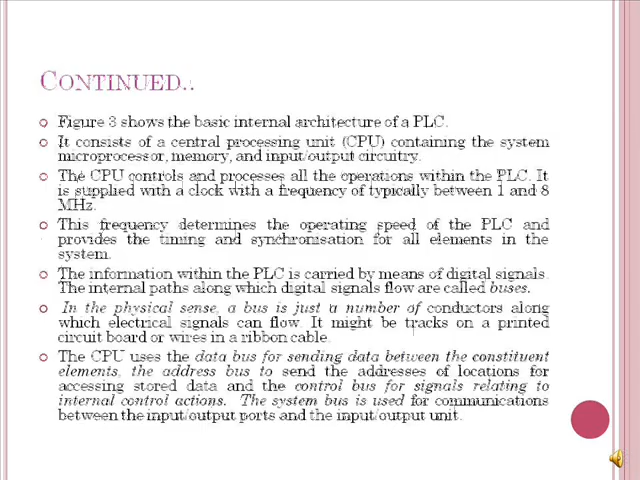 CONTINUED..
Figure 3 shows the basic internal architecture of a PLC.
It consists of a central processing unit (CPU) containing the system
microprocessor, memory, and input/output circuitry.
The CPU controls and processes all the operations within the PLC. It
is supplied with a clock with a frequency of typically between 1 and 8
MHz.
This frequency determines the operating speed of the PLC and
provides the timing and synchronisation for all elements in the
system.
The information within the PLC is carried by means of digital signals.
The internal paths along which digital signals flow are called buses.
In the physical sense, a bus is just a number of conductors along
which electrical signals can flow. It might be tracks on a printed
circuit board or wires in a ribbon cable.
The CPU uses the data bus for sending data between the constituent
elements, the address bus to send the addresses of locations for
accessing stored data and the control bus for signals relating to
internal control actions. The system bus is used for communications
between the input/output ports and the input/output unit.